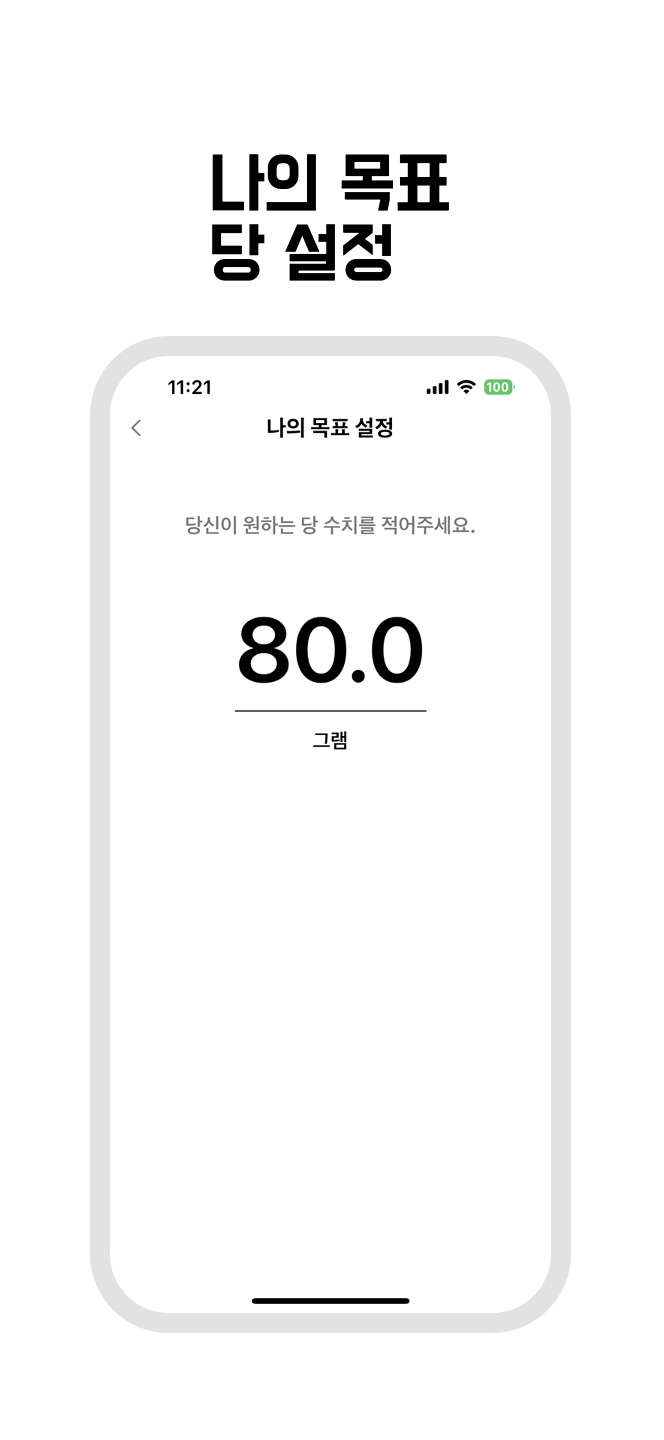 나의 목표
당 설정
11:21
100
나의 목표 설정
당신이 원하는 당 수치를 적어주세요.
80.0
그램